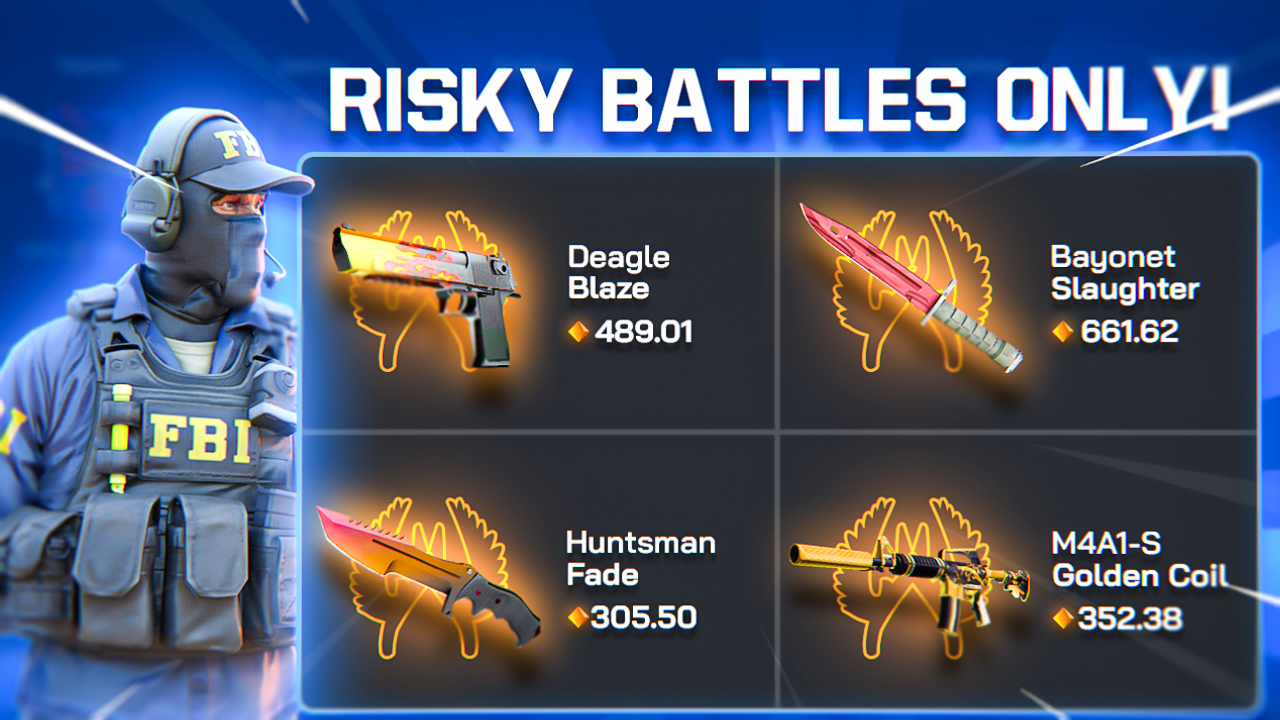 RISKY BATTLES ONLY!
FBI
FBI
Deagle
Blaze
489.01
Bayonet
Slaughter
661.62
Huntsman
Fade
305.50
M4A1-S
Golden Coil
352.38